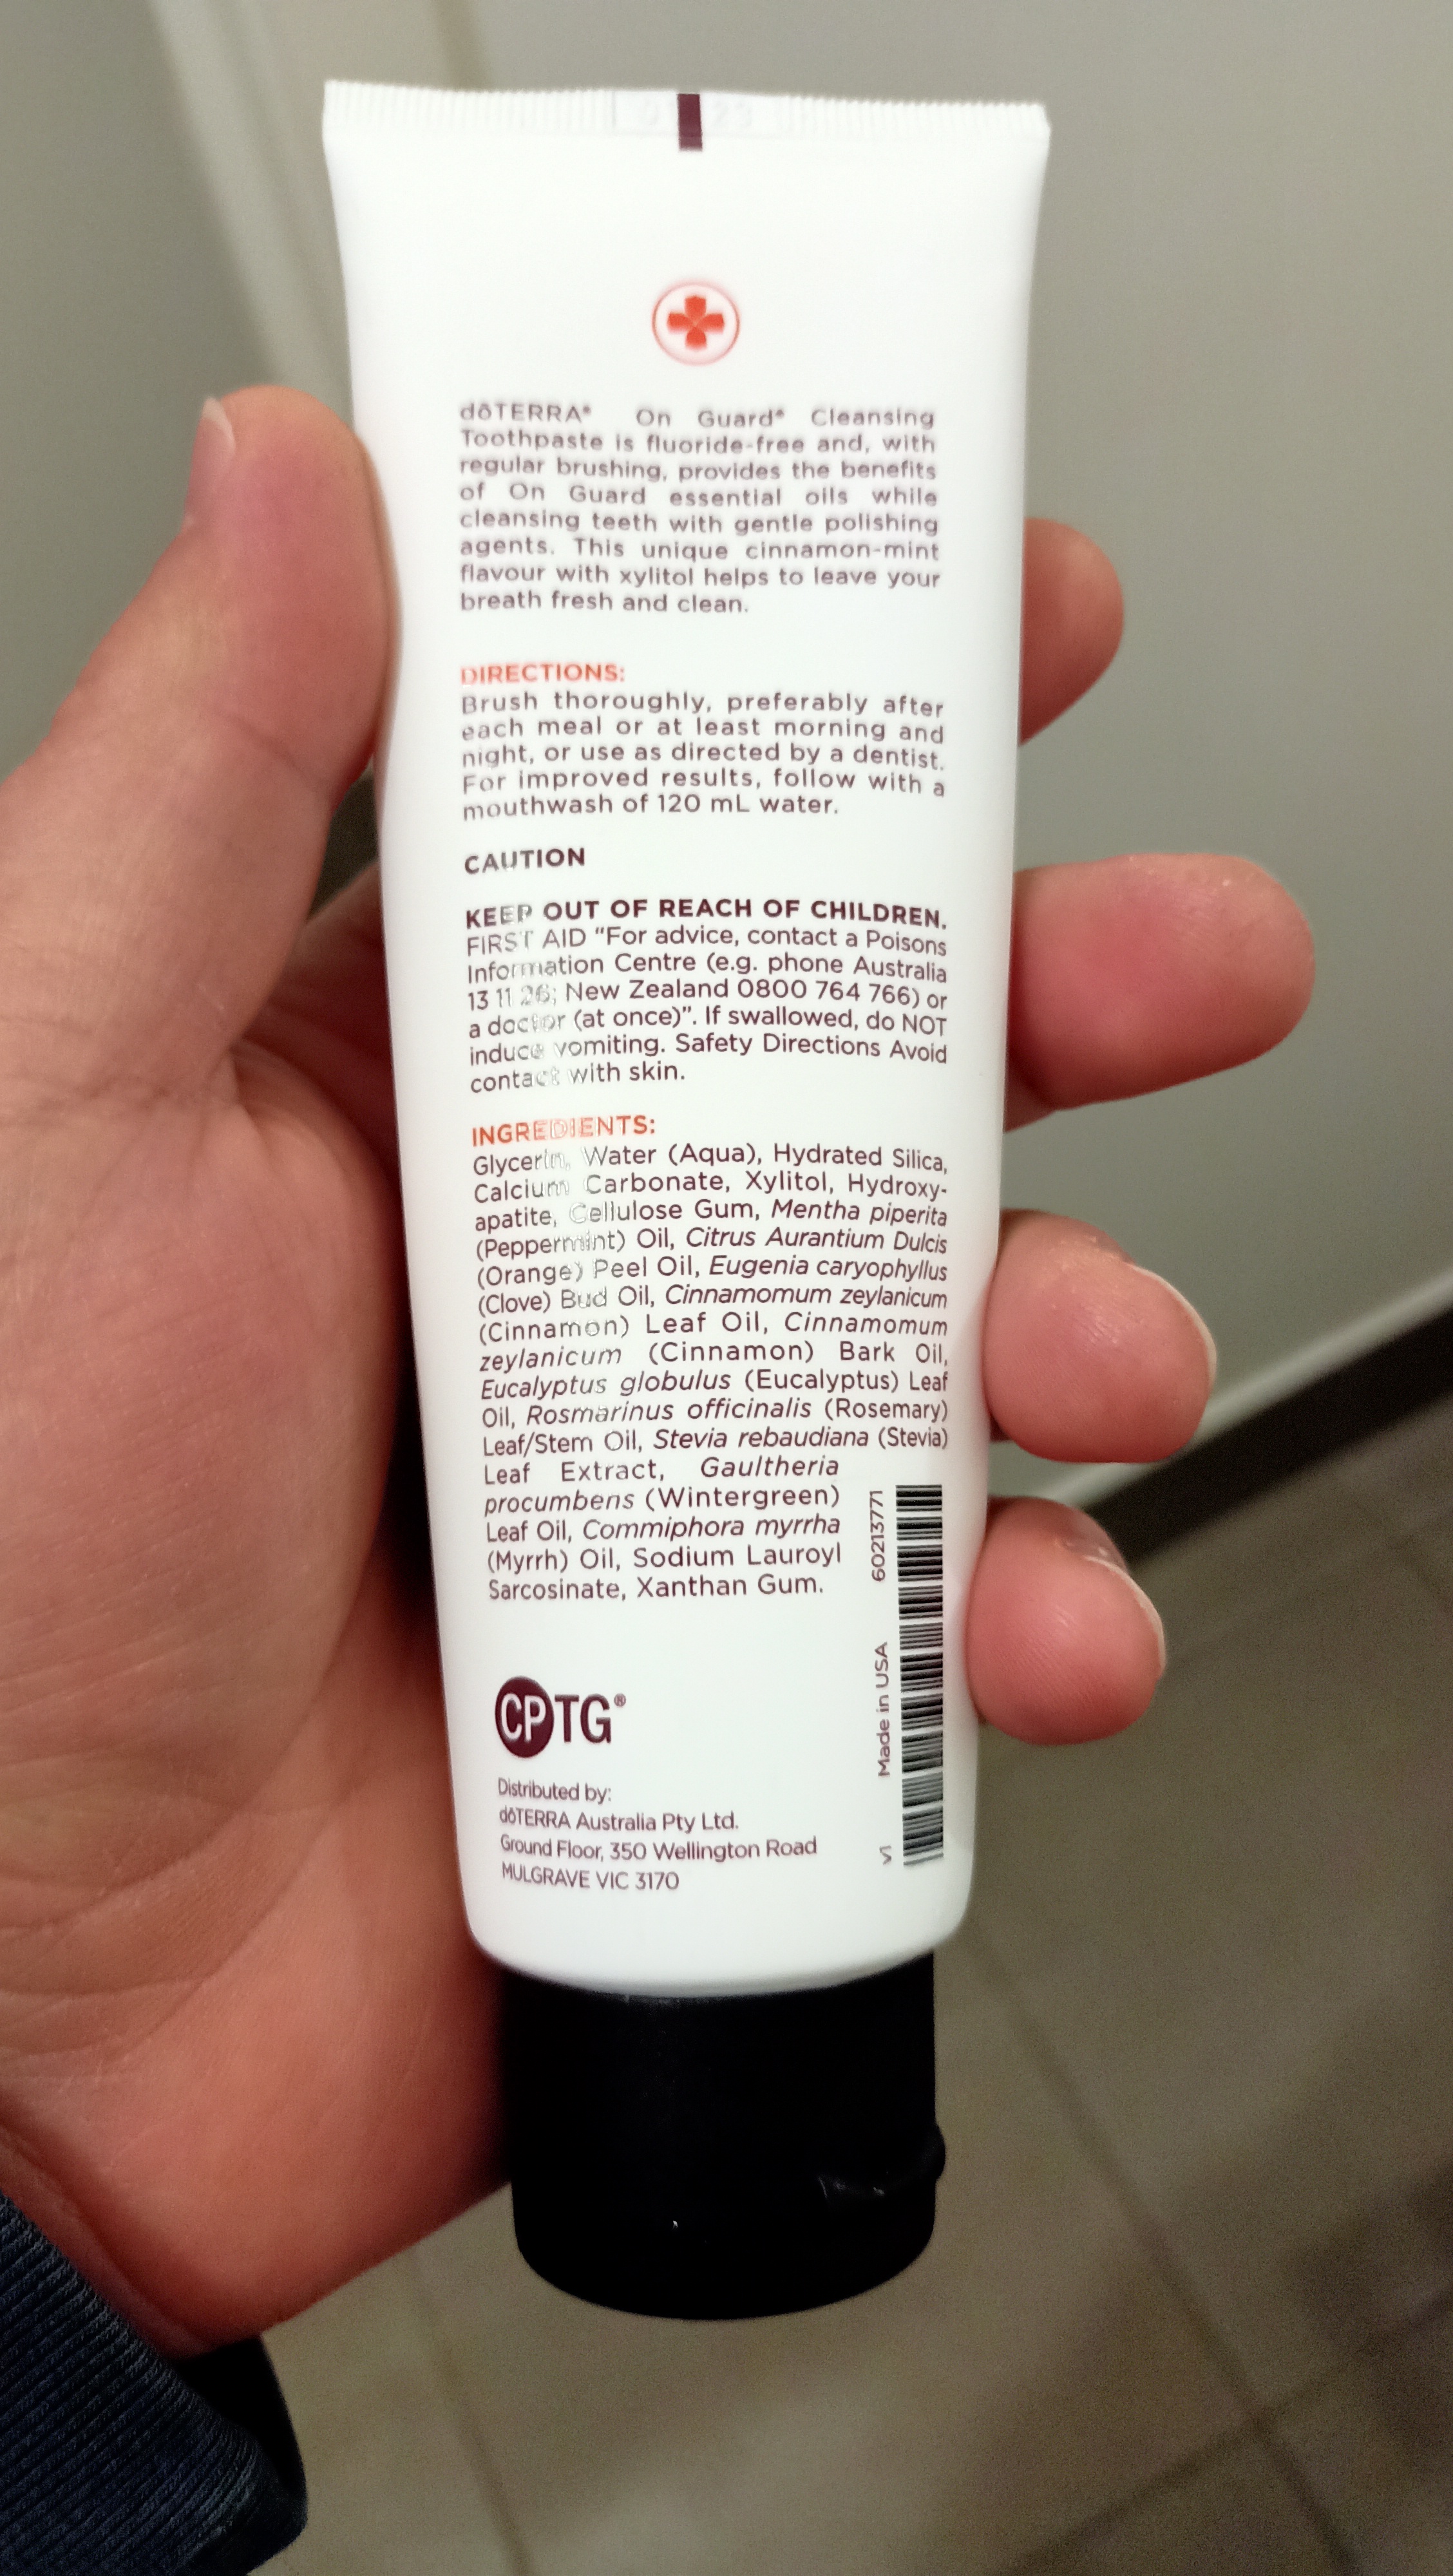 dōTERRA® On Guard® Cleansing
Toothpaste is fluoride-free and, with
regular brushing, provides the benefits
of On Guard essential oils while
cleansing teeth with gentle polishing
agents. This unique cinnamon-mint
flavour with xylitol helps to leave your
breath fresh and clean.
DIRECTIONS:
Brush thoroughly, preferably after
each meal or at least morning and
night, or use as directed by a dentist.
For improved results, follow with a
mouthwash of 120 mL water.
CAUTION
KEEP OUT OF REACH OF CHILDREN.
FIRST AID "For advice, contact a Poisons
Information Centre (e.g. phone Australia
13 11 26; New Zealand 0800 764 766) or
a doctor (at once)". If swallowed, do NOT
induce vomiting. Safety Directions Avoid
contact with skin.
INGREDIENTS:
Glycerin, Water (Aqua), Hydrated Silica,
Calcium Carbonate, Xylitol, Hydroxy-
apatite, Cellulose Gum, Mentha piperita
(Peppermint) Oil, Citrus Aurantium Dulcis
(Orange) Peel Oil, Eugenia caryophyllus
(Clove) Bud Oil, Cinnamomum zeylanicum
(Cinnamon) Leaf Oil, Cinnamomum
zeylanicum (Cinnamon) Bark Oil,
Eucalyptus globulus (Eucalyptus) Leaf
Oil, Rosmarinus officinalis (Rosemary)
Leaf/Stem Oil, Stevia rebaudiana (Stevia)
Leaf Extract, Gaultheria
procumbens (Wintergreen)
Leaf Oil, Commiphora myrrha
(Myrrh) Oil, Sodium Lauroyl
Sarcosinate, Xanthan Gum.
60213771
Made in USA
V1
CPTG®
Distributed by:
dōTERRA Australia Pty Ltd.
Ground Floor, 350 Wellington Road
MULGRAVE VIC 3170